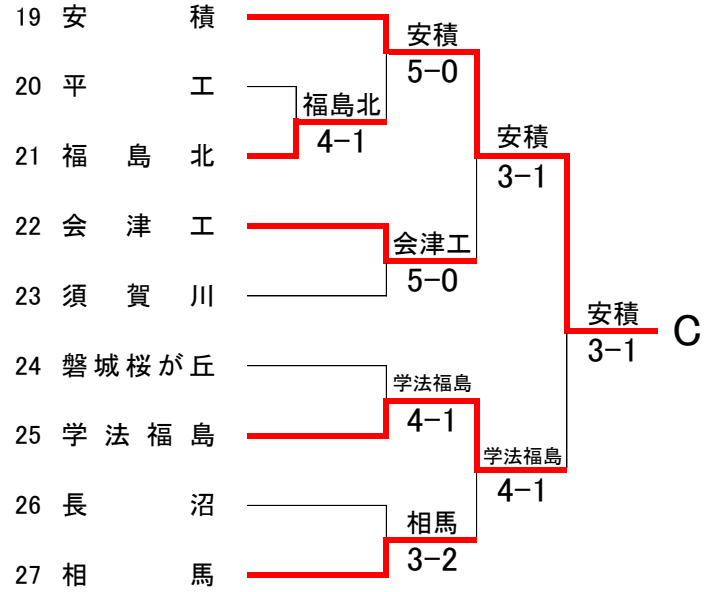 19 安積
安積
5-0
20 平工
福島北
4-1
21 福島北
安積
3-1
22 会津工
会津工
5-0
23 須賀川
安積
3-1
C
24 磐城桜が丘
学法福島
4-1
25 学法福島
学法福島
4-1
26 長沼
相馬
3-2
27 相馬